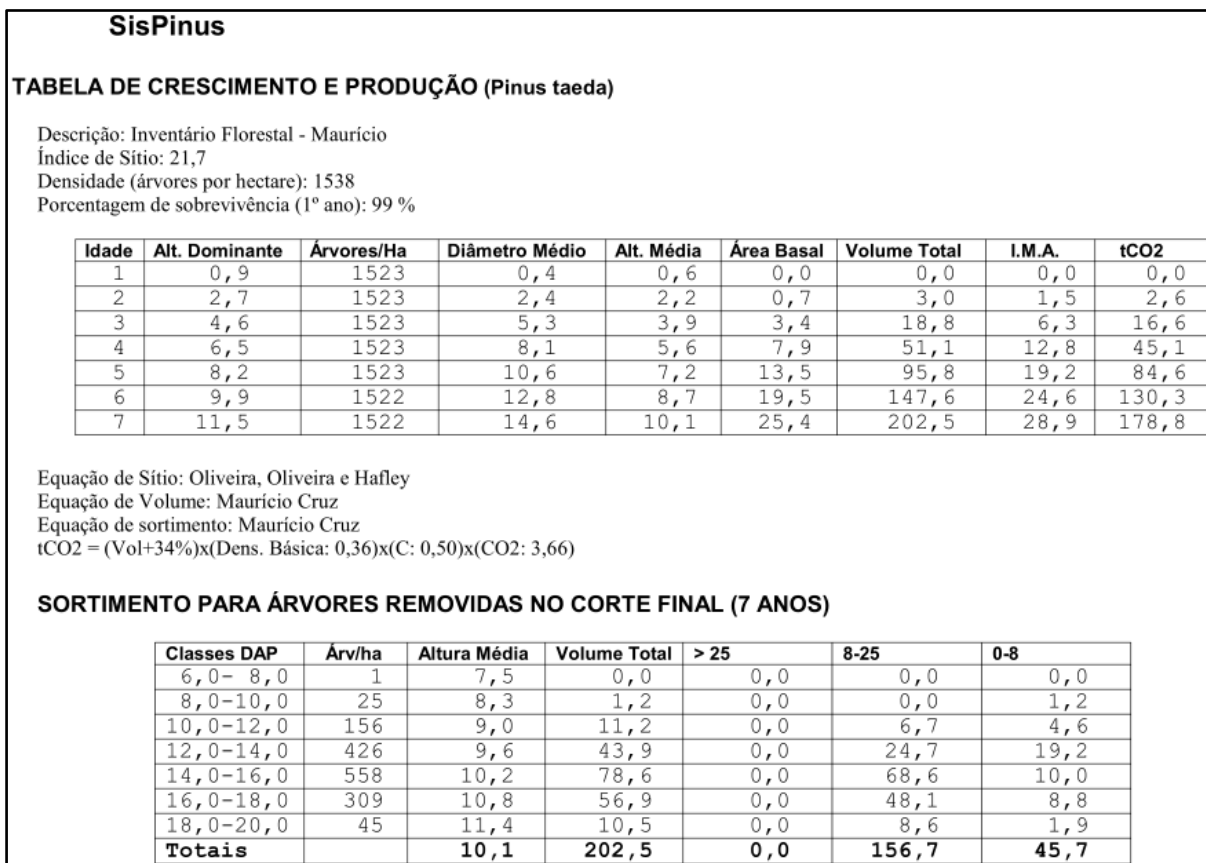 SisPinus
TABELA DE CRESCIMENTO E PRODUÇÃO (Pinus taeda)
Descrição: Inventário Florestal - Maurício
Índice de Sítio: 21,7
Densidade (árvores por hectare): 1538
Porcentagem de sobrevivência (1º ano): 99 %
Idade Alt. Dominante Árvores/Ha Diâmetro Médio Alt. Média Área Basal Volume Total I.M.A. tCO2
1 0,9 1523 0,4 0,6 0,0 0,0 0,0 0,0
2 2,7 1523 2,4 2,2 0,7 3,0 1,5 2,6
3 4,6 1523 5,3 3,9 3,4 18,8 6,3 16,6
4 6,5 1523 8,1 5,6 7,9 51,1 12,8 45,1
5 8,2 1523 10,6 7,2 13,5 95,8 19,2 84,6
6 9,9 1522 12,8 8,7 19,5 147,6 24,6 130,3
7 11,5 1522 14,6 10,1 25,4 202,5 28,9 178,8
Equação de Sítio: Oliveira, Oliveira e Hafley
Equação de Volume: Maurício Cruz
Equação de sortimento: Maurício Cruz
tCO2 = (Vol+34%)x(Dens. Básica: 0,36)x(C: 0,50)x(CO2: 3,66)
SORTIMENTO PARA ÁRVORES REMOVIDAS NO CORTE FINAL (7 ANOS)
Classes DAP Árv/ha Altura Média Volume Total > 25 8-25 0-8
6,0- 8,0 1 7,5 0,0 0,0 0,0 0,0
8,0-10,0 25 8,3 1,2 0,0 0,0 1,2
10,0-12,0 156 9,0 11,2 0,0 6,7 4,6
12,0-14,0 426 9,6 43,9 0,0 24,7 19,2
14,0-16,0 558 10,2 78,6 0,0 68,6 10,0
16,0-18,0 309 10,8 56,9 0,0 48,1 8,8
18,0-20,0 45 11,4 10,5 0,0 8,6 1,9
Totais 10,1 202,5 0,0 156,7 45,7